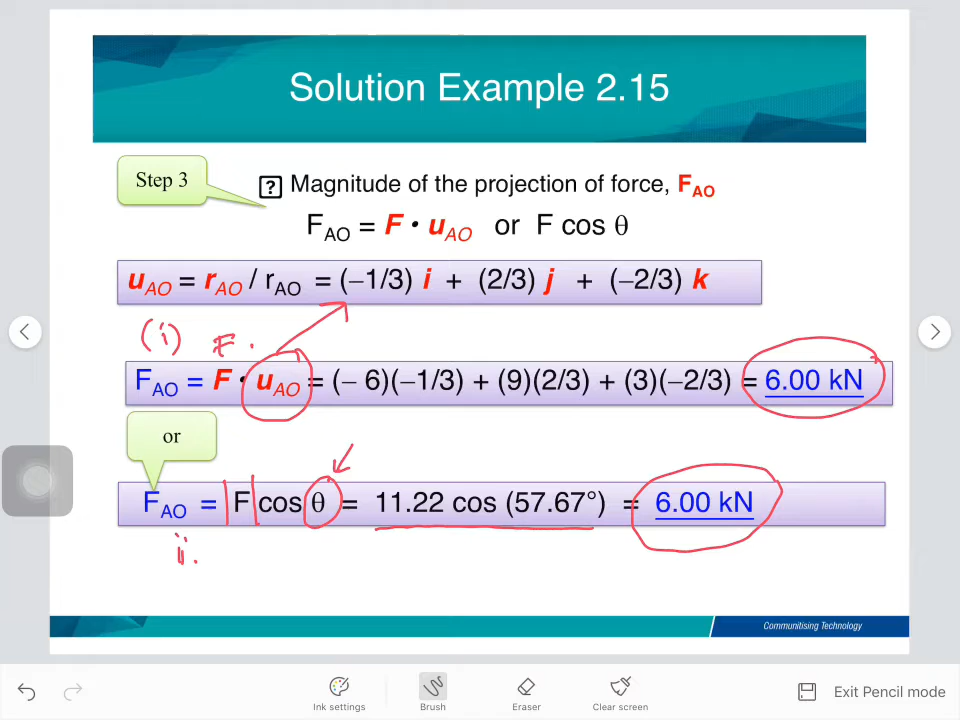 Solution Example 2.15
Step 3
? Magnitude of the projection of force, FAO
FAO = F • uAO or F cos θ
uAO = rAO / rAO = (–1/3) i + (2/3) j + (–2/3) k
(i) F.
FAO = F • uAO = (– 6)(–1/3) + (9)(2/3) + (3)(–2/3) = 6.00 kN
or
FAO = |F| cos θ = 11.22 cos (57.67°) = 6.00 kN
ii.
Communitising Technology
Ink settings
Brush
Eraser
Clear screen
Exit Pencil mode